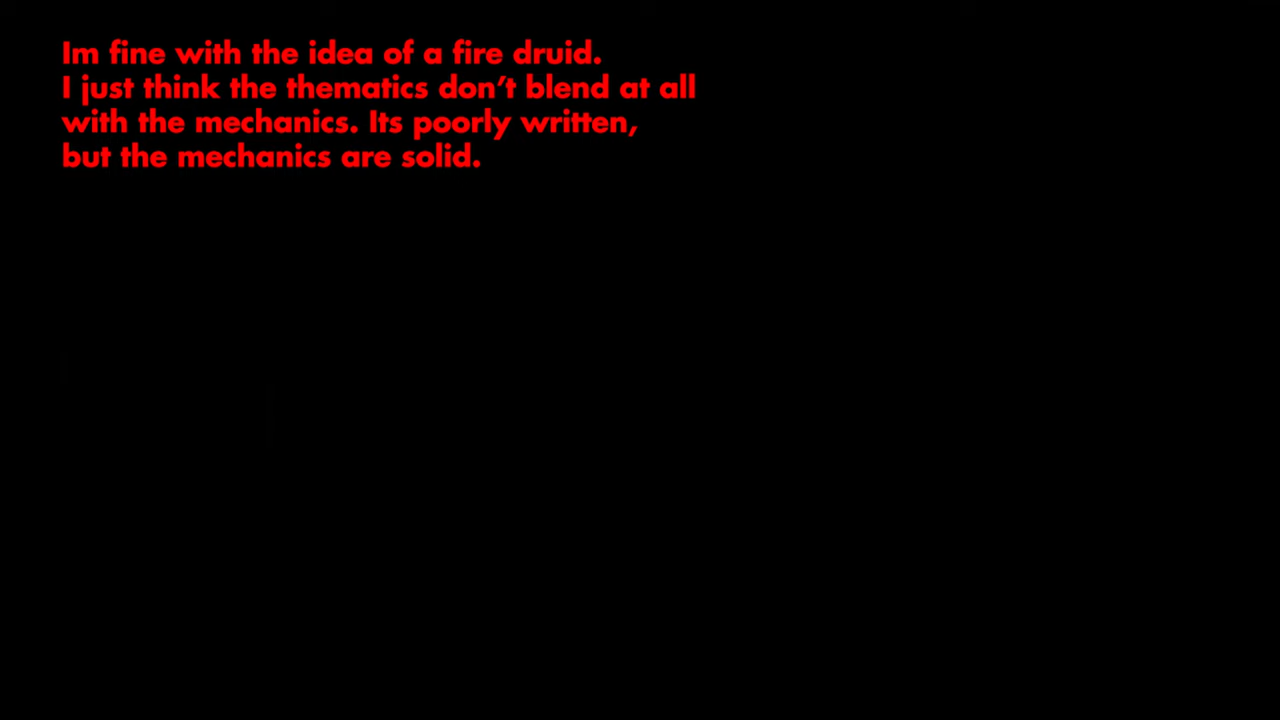 Im fine with the idea of a fire druid.
I just think the thematics don’t blend at all
with the mechanics. Its poorly written,
but the mechanics are solid.